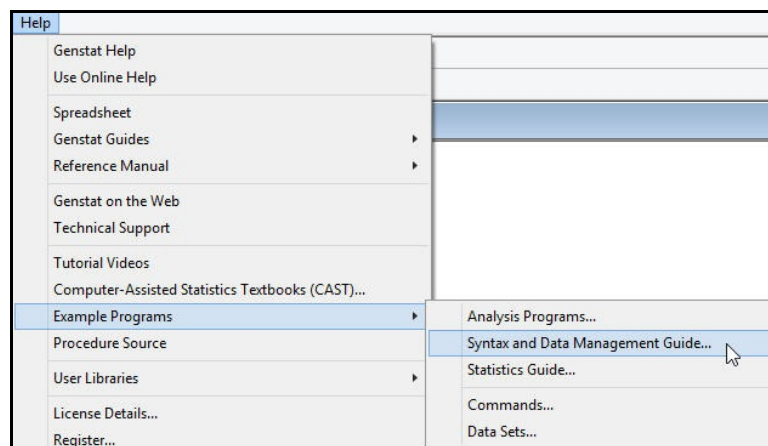 Help
Genstat Help
Use Online Help
Spreadsheet
Genstat Guides
Reference Manual
Genstat on the Web
Technical Support
Tutorial Videos
Computer-Assisted Statistics Textbooks (CAST)...
Example Programs
Procedure Source
User Libraries
License Details...
Register...
Analysis Programs...
Syntax and Data Management Guide...
Statistics Guide...
Commands...
Data Sets...